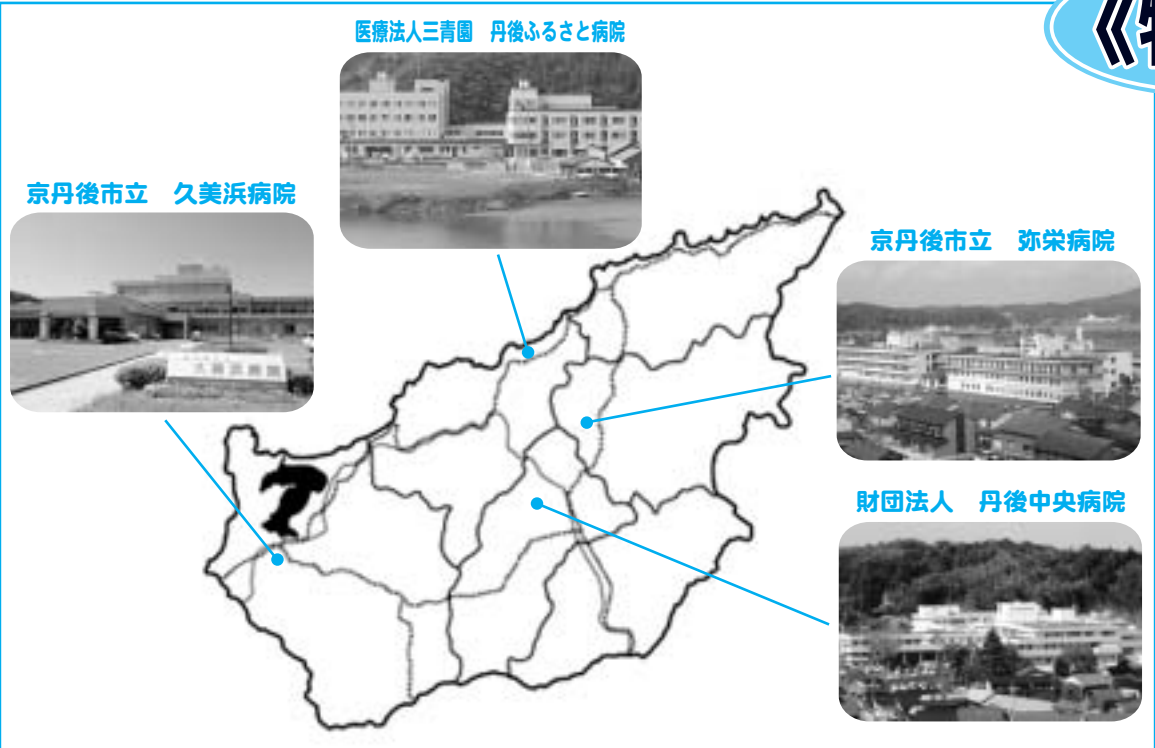 《特
医療法人三青園　丹後ふるさと病院
京丹後市立　久美浜病院
京丹後市立　弥栄病院
財団法人　丹後中央病院